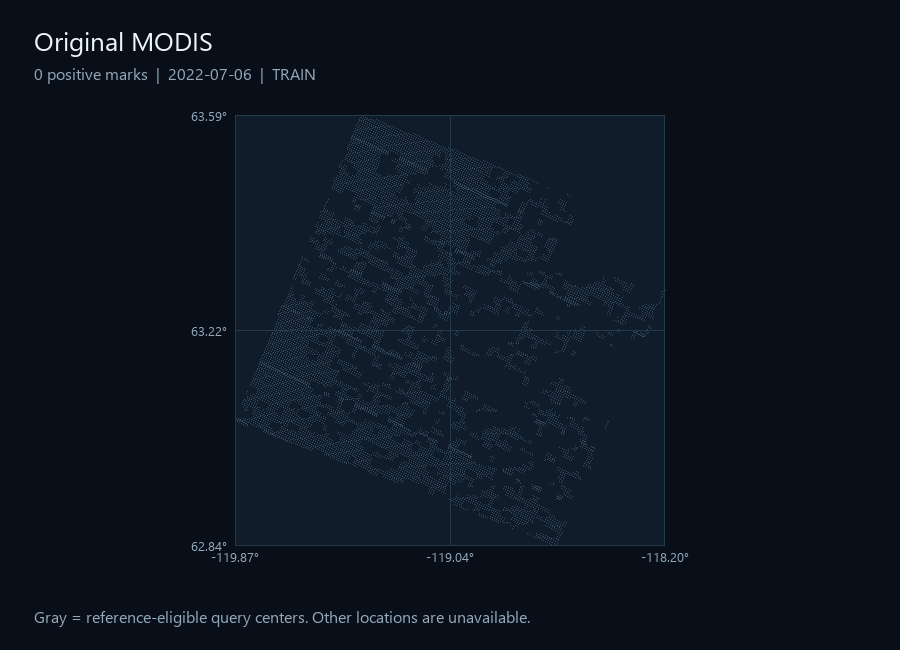 Original MODIS
0 positive marks | 2022-07-06 | TRAIN
63.59°
63.22°
62.84°
-119.87° -119.04° -118.20°
Gray = reference-eligible query centers. Other locations are unavailable.